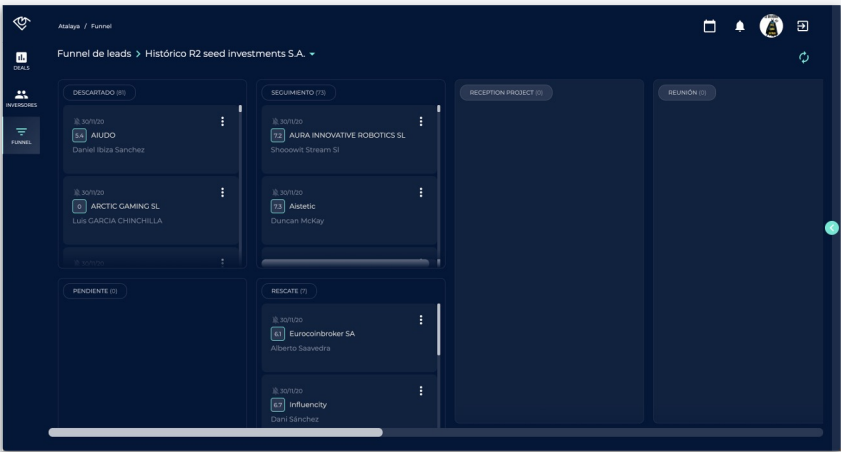 Atalaya / Funnel
Funnel de leads > Histórico R2 seed investments S.A.
DEALS
INVERSORES
FUNNEL
DESCARTADO (81)
30/11/20
5.4 AIUDO
Daniel Ibiza Sanchez
30/11/20
0 ARCTIC GAMING SL
Luis GARCIA CHINCHILLA
30/11/20
SEGUIMIENTO (73)
30/11/20
7.2 AURA INNOVATIVE ROBOTICS SL
Shooowit Stream Sl
30/11/20
7.3 Aistetic
Duncan McKay
RECEPTION PROJECT (0)
REUNIÓN (0)
PENDIENTE (0)
RESCATE (7)
30/11/20
6.1 Eurocoinbroker SA
Alberto Saavedra
30/11/20
6.7 Influencity
Dani Sánchez